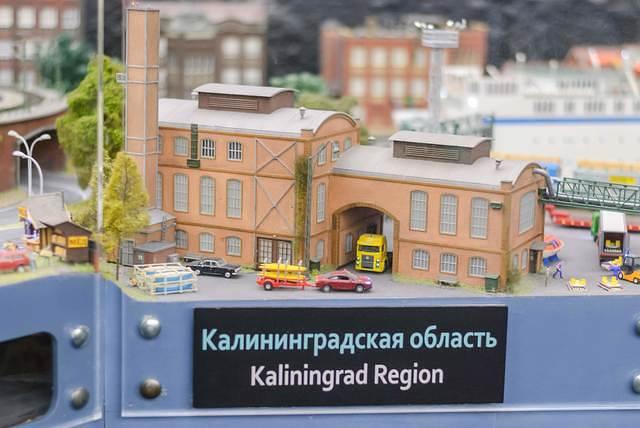 Калининградская область
Kaliningrad Region